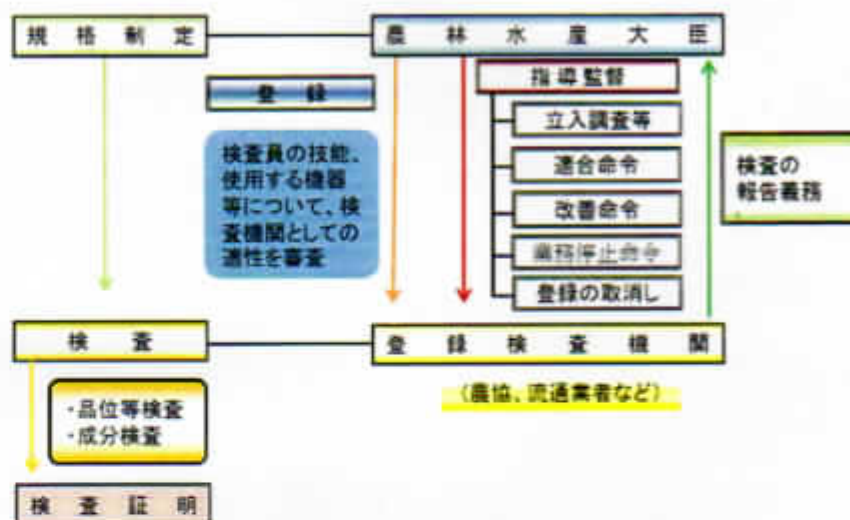 規格制定
農林水産大臣
登録
検査員の技能、
使用する機器
等について、検
査機関としての
適性を審査
指導監督
立入調査等
適合命令
改善命令
業務停止命令
登録の取消し
検査の
報告義務
検査
登録検査機関
(農協、流通業者など)
・品位等検査
・成分検査
検査証明